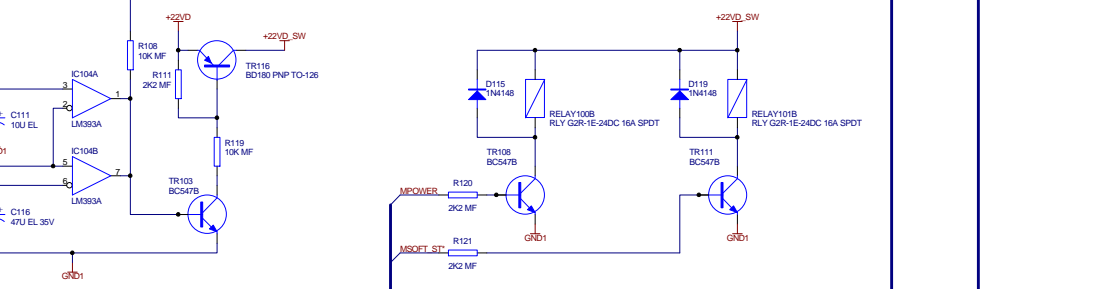 +22VD
+22VD_SW
R108
10K MF
TR116
BD180 PNP TO-126
R111
2K2 MF
IC104A
3
1
2
LM393A
C111
10U EL
R119
10K MF
D1
IC104B
5
7
6
LM393A
TR103
BC547B
C116
47U EL 35V
GND1
+22VD_SW
D115
1N4148
RELAY100B
RLY G2R-1E-24DC 16A SPDT
D119
1N4148
RELAY101B
RLY G2R-1E-24DC 16A SPDT
TR108
BC547B
TR111
BC547B
MPOWER
R120
2K2 MF
GND1
GND1
MSOFT_ST*
R121
2K2 MF